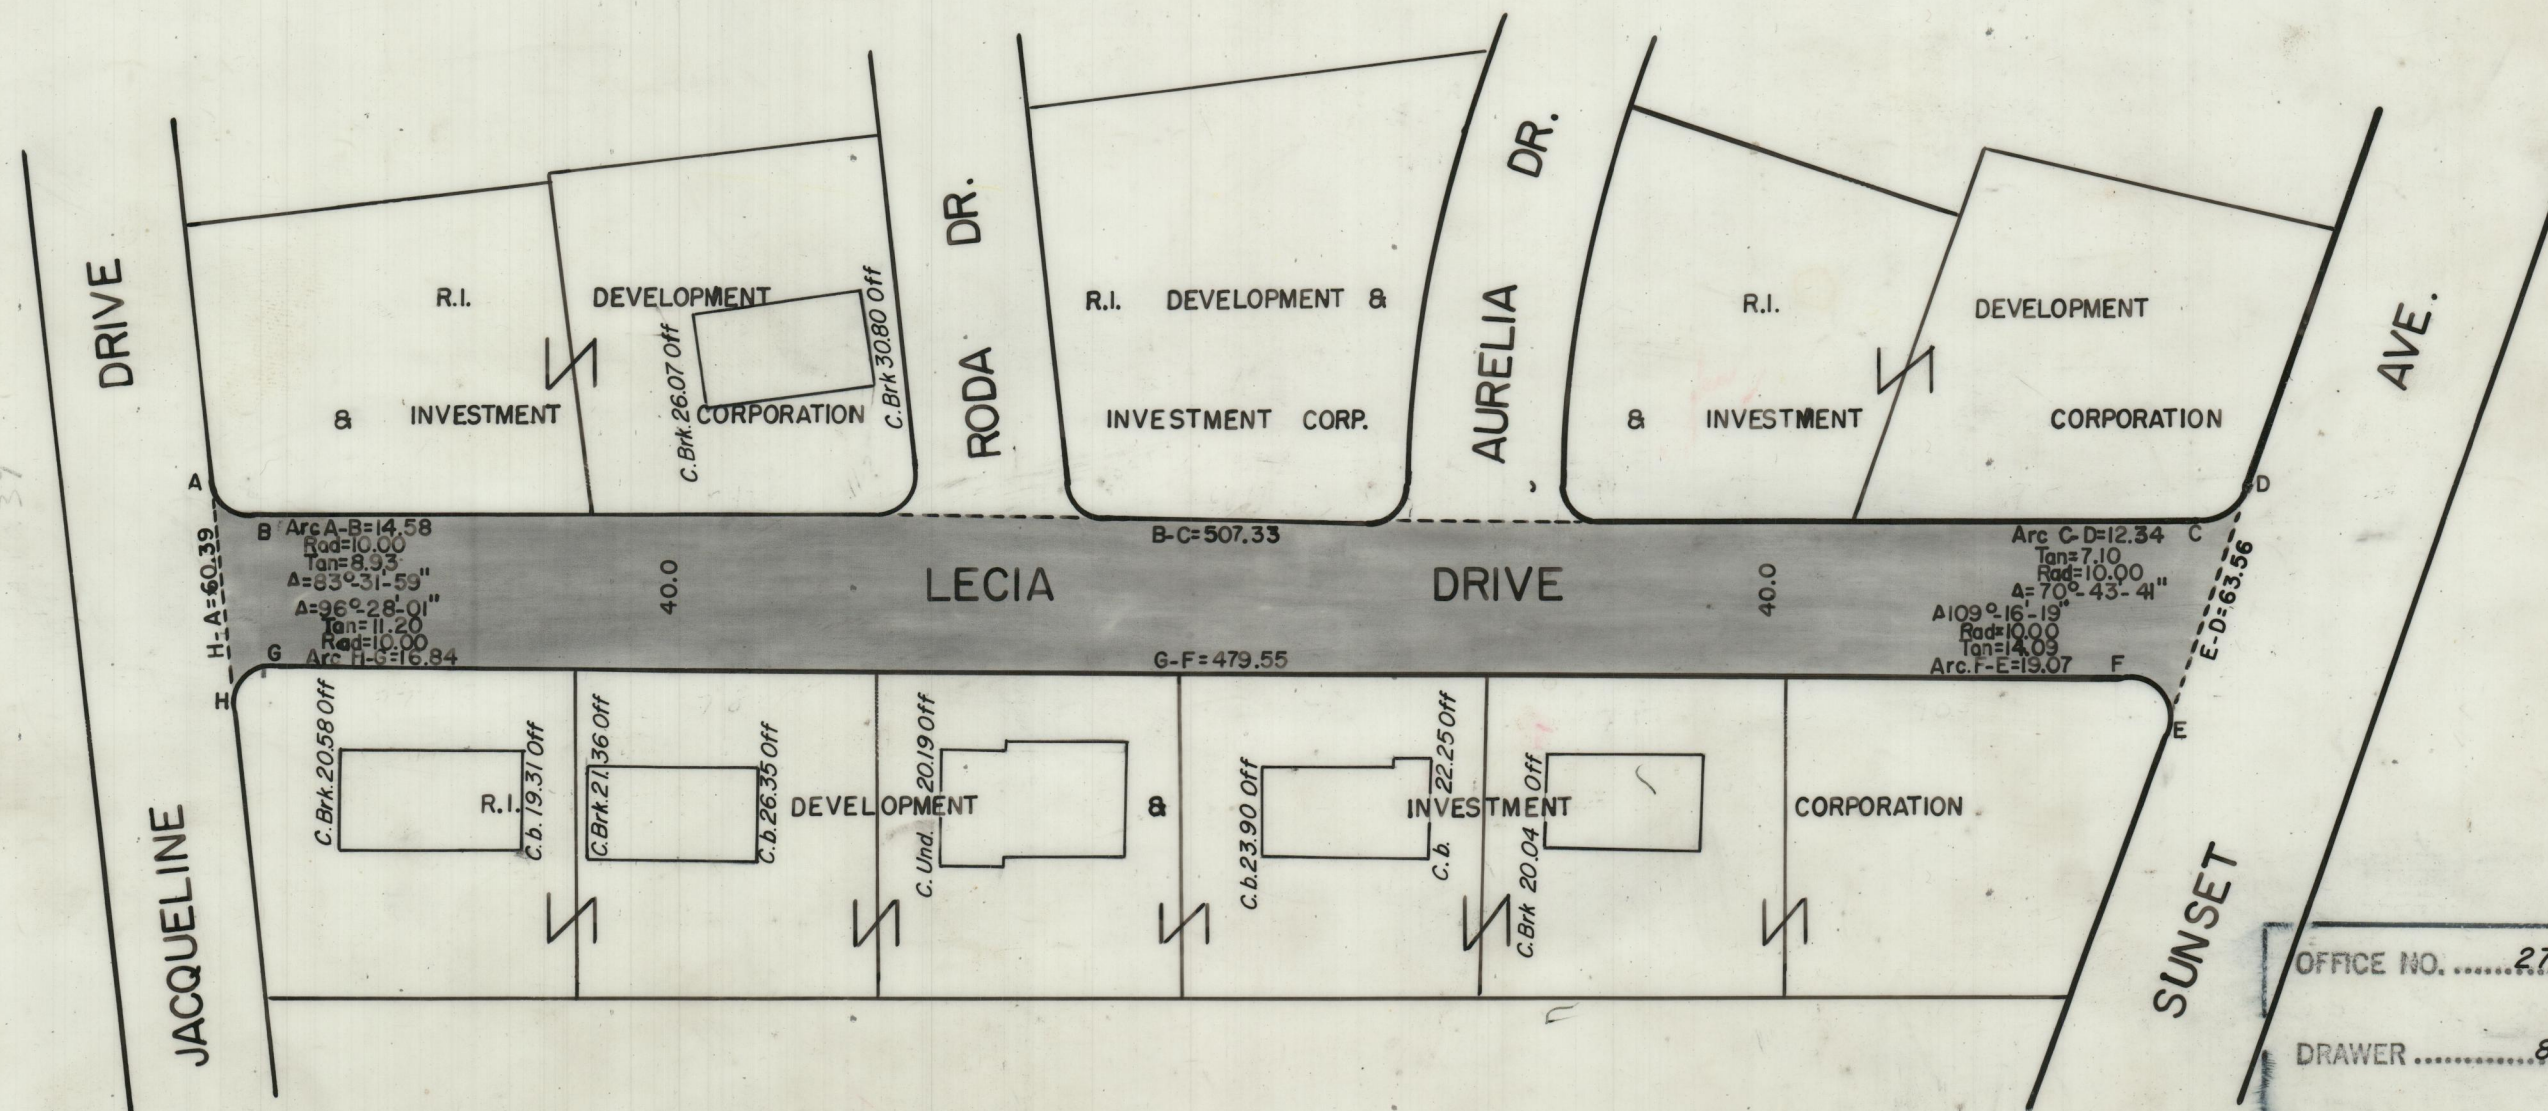 JACQUELINE DRIVE
RODA DR.
AURELIA DR.
SUNSET AVE.
R.I. DEVELOPMENT
& INVESTMENT CORPORATION
C.Brk.26.07 Off
C.Brk 30.80 Off
R.I. DEVELOPMENT &
INVESTMENT CORP.
R.I. DEVELOPMENT
& INVESTMENT CORPORATION
A
B
Arc A-B=14.58
Rad=10.00
Tan=8.93
Δ=83°-31'-59"
Δ=96°-28'-01"
Tan=11.20
Rad=10.00
Arc H-G=16.84
G
H
H-A=60.39
40.0
B-C=507.33
LECIA DRIVE
G-F=479.55
40.0
Arc C-D=12.34
C
D
Tan=7.10
Rad=10.00
Δ=70°-43'-41"
Δ109°-16'-19"
Rad=10.00
Tan=14.09
Arc.F-E=19.07
F
E
E-D=63.56
C.Brk.20.58 Off
C.b. 19.31 Off
C.Brk.21.36 Off
C.b.26.35 Off
C.Und. 20.19 Off
C.b.23.90 Off
C.b. 22.25 Off
C.Brk 20.04 Off
R.I. DEVELOPMENT & INVESTMENT CORPORATION
OFFICE NO. ....... 27
DRAWER ............ 8